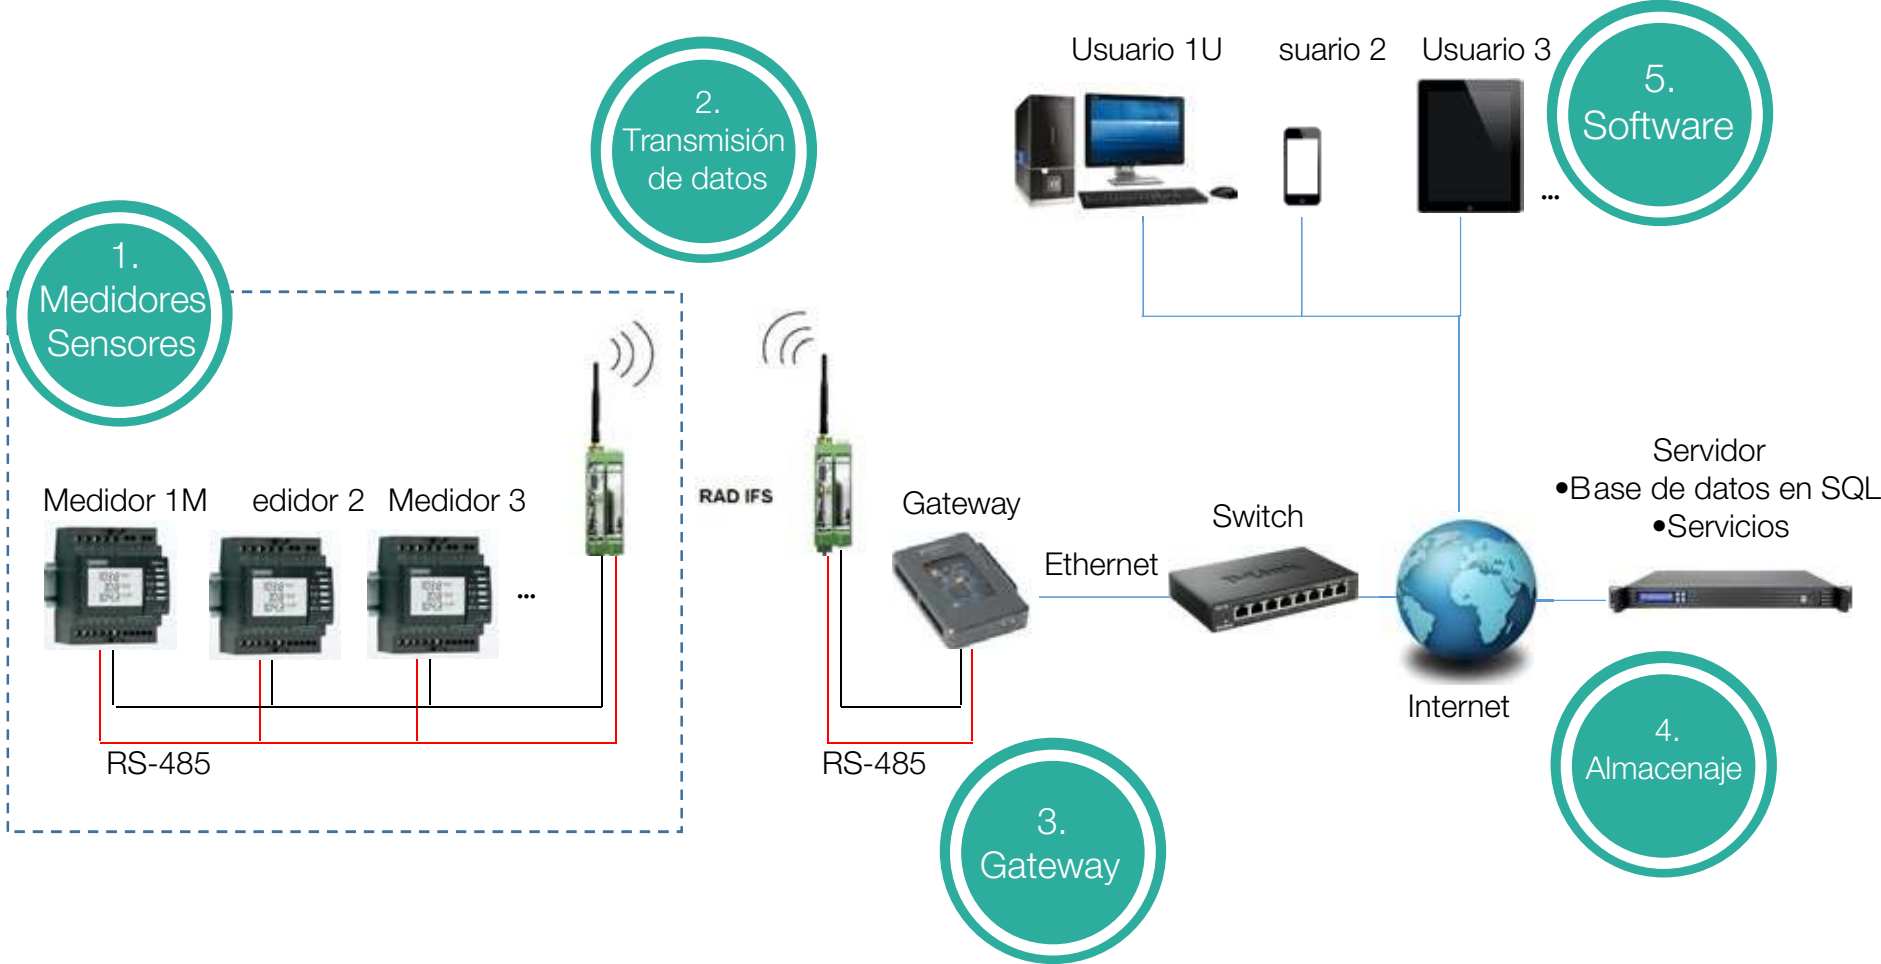 Usuario 1U suario 2 Usuario 3
5.
Software
2.
Transmisión
de datos
1.
Medidores
Sensores
Medidor 1M edidor 2 Medidor 3
...
RS-485
RAD IFS
RS-485
Gateway
3.
Gateway
Ethernet
Switch
Internet
Servidor
•Base de datos en SQL
•Servicios
4.
Almacenaje
...